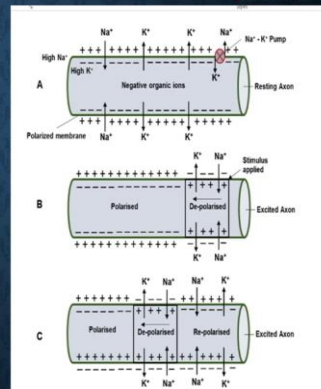 Na⁺ K⁺ K⁺ Na⁺
Na⁺ - K⁺ Pump
High Na⁺
High K⁺
K⁺
A
Negative organic ions
Resting Axon
Polarized membrane
Na⁺ K⁺ K⁺
K⁺ Na⁺
Stimulus
applied
B
Polarised
De-polarised
Excited Axon
K⁺ Na⁺
K⁺ Na⁺ Na⁺ K⁺
C
Polarised
De-polarised
Re-polarised
Excited Axon
K⁺ Na⁺ Na⁺ K⁺